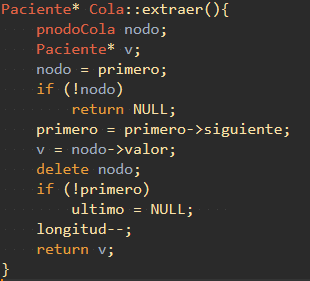 Paciente* Cola::extraer(){
    pnodoCola nodo;
    Paciente* v;
    nodo = primero;
    if (!nodo)
        return NULL;
    primero = primero->siguiente;
    v = nodo->valor;
    delete nodo;
    if (!primero)
        ultimo = NULL;
    longitud--;
    return v;
}